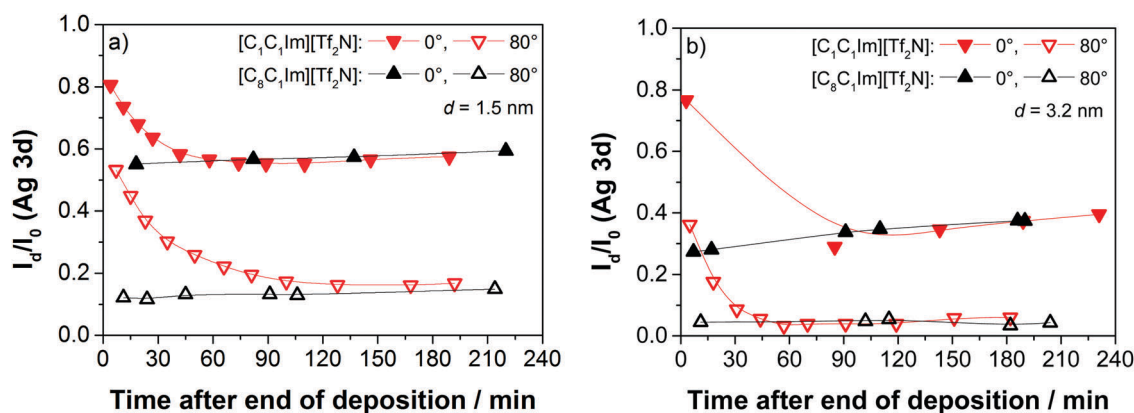 a)
[C₁C₁Im][Tf₂N]: 0°, 80°
[C₈C₁Im][Tf₂N]: 0°, 80°
d = 1.5 nm
I_d/I₀ (Ag 3d)
1.0
0.8
0.6
0.4
0.2
0.0
0 30 60 90 120 150 180 210 240
Time after end of deposition / min
b)
[C₁C₁Im][Tf₂N]: 0°, 80°
[C₈C₁Im][Tf₂N]: 0°, 80°
d = 3.2 nm
I_d/I₀ (Ag 3d)
1.0
0.8
0.6
0.4
0.2
0.0
0 30 60 90 120 150 180 210 240
Time after end of deposition / min